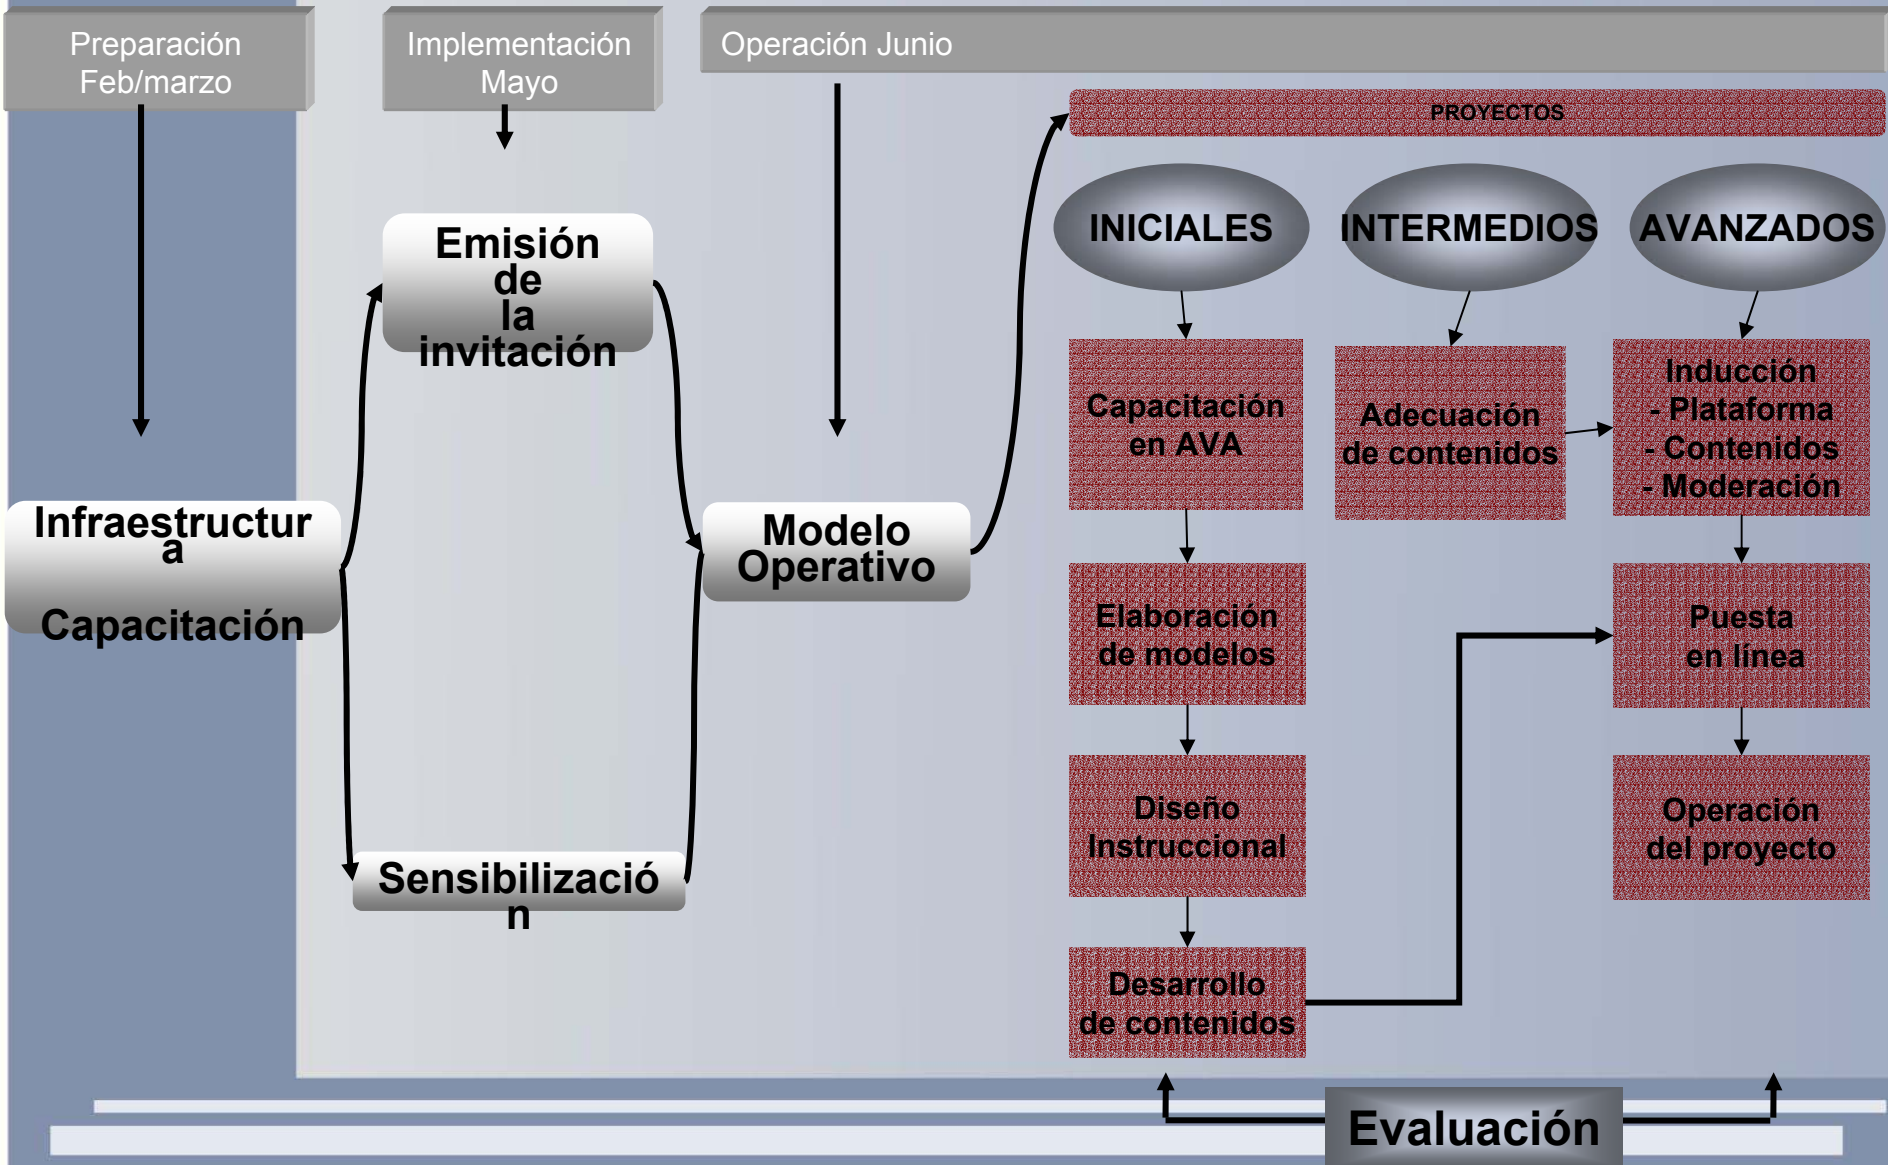 Preparación
Feb/marzo
Implementación
Mayo
Operación Junio
PROYECTOS
INICIALES
INTERMEDIOS
AVANZADOS
Emisión
de
la
invitación
Infraestructur
a
Capacitación
Modelo
Operativo
Sensibilizació
n
Capacitación
en AVA
Elaboración
de modelos
Diseño
Instruccional
Desarrollo
de contenidos
Adecuación
de contenidos
Inducción
- Plataforma
- Contenidos
- Moderación
Puesta
en línea
Operación
del proyecto
Evaluación